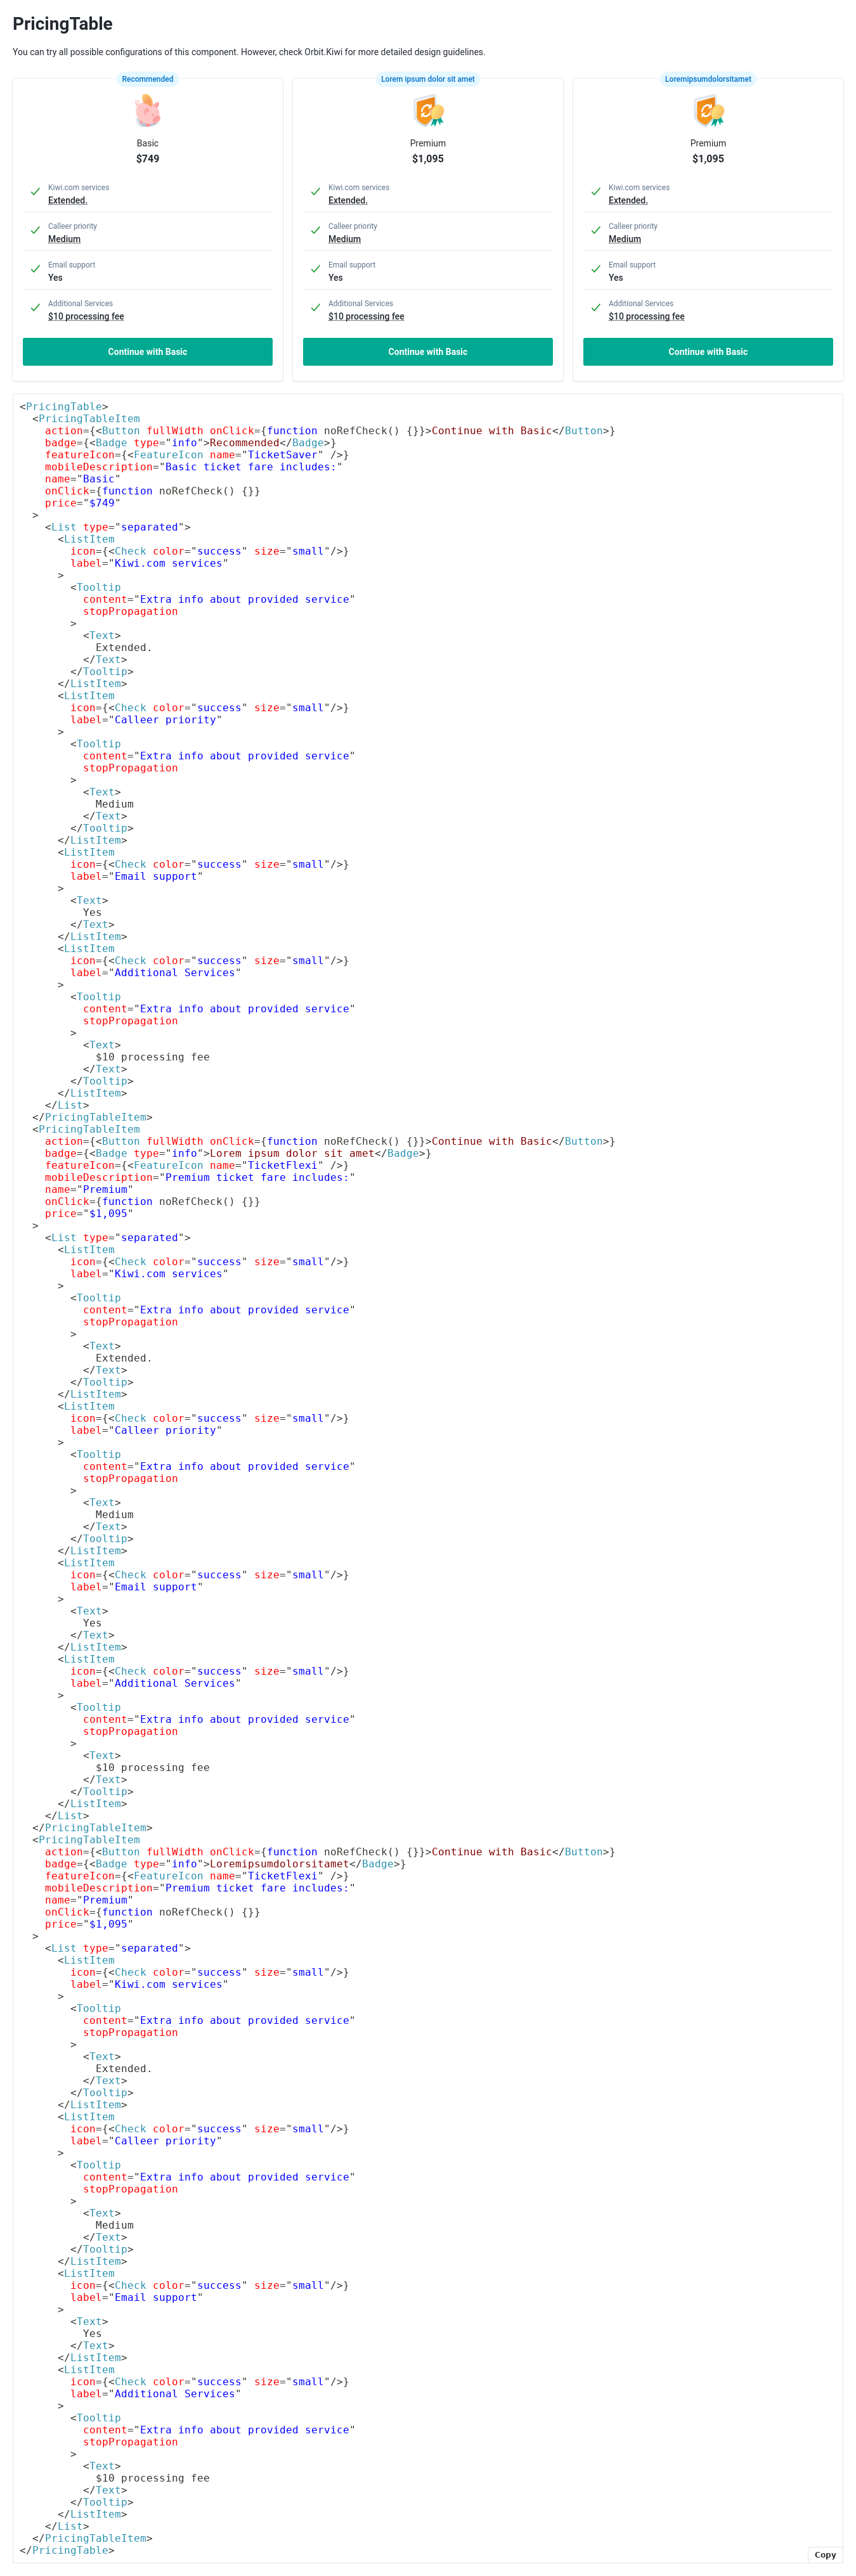 PricingTable
You can try all possible configurations of this component. However, check Orbit.Kiwi for more detailed design guidelines.
Recommended
Basic
$749
Kiwi.com services
Extended.
Calleer priority
Medium
Email support
Yes
Additional Services
$10 processing fee
Continue with Basic
Lorem ipsum dolor sit amet
Premium
$1,095
Kiwi.com services
Extended.
Calleer priority
Medium
Email support
Yes
Additional Services
$10 processing fee
Continue with Basic
Loremipsumdolorsitamet
Premium
$1,095
Kiwi.com services
Extended.
Calleer priority
Medium
Email support
Yes
Additional Services
$10 processing fee
Continue with Basic
<PricingTable>
  <PricingTableItem
    action={<Button fullWidth onClick={function noRefCheck() {}}>Continue with Basic</Button>}
    badge={<Badge type="info">Recommended</Badge>}
    featureIcon={<FeatureIcon name="TicketSaver" />}
    mobileDescription="Basic ticket fare includes:"
    name="Basic"
    onClick={function noRefCheck() {}}
    price="$749"
  >
    <List type="separated">
      <ListItem
        icon={<Check color="success" size="small"/>}
        label="Kiwi.com services"
      >
        <Tooltip
          content="Extra info about provided service"
          stopPropagation
        >
          <Text>
            Extended.
          </Text>
        </Tooltip>
      </ListItem>
      <ListItem
        icon={<Check color="success" size="small"/>}
        label="Calleer priority"
      >
        <Tooltip
          content="Extra info about provided service"
          stopPropagation
        >
          <Text>
            Medium
          </Text>
        </Tooltip>
      </ListItem>
      <ListItem
        icon={<Check color="success" size="small"/>}
        label="Email support"
      >
        <Text>
          Yes
        </Text>
      </ListItem>
      <ListItem
        icon={<Check color="success" size="small"/>}
        label="Additional Services"
      >
        <Tooltip
          content="Extra info about provided service"
          stopPropagation
        >
          <Text>
            $10 processing fee
          </Text>
        </Tooltip>
      </ListItem>
    </List>
  </PricingTableItem>
  <PricingTableItem
    action={<Button fullWidth onClick={function noRefCheck() {}}>Continue with Basic</Button>}
    badge={<Badge type="info">Lorem ipsum dolor sit amet</Badge>}
    featureIcon={<FeatureIcon name="TicketFlexi" />}
    mobileDescription="Premium ticket fare includes:"
    name="Premium"
    onClick={function noRefCheck() {}}
    price="$1,095"
  >
    <List type="separated">
      <ListItem
        icon={<Check color="success" size="small"/>}
        label="Kiwi.com services"
      >
        <Tooltip
          content="Extra info about provided service"
          stopPropagation
        >
          <Text>
            Extended.
          </Text>
        </Tooltip>
      </ListItem>
      <ListItem
        icon={<Check color="success" size="small"/>}
        label="Calleer priority"
      >
        <Tooltip
          content="Extra info about provided service"
          stopPropagation
        >
          <Text>
            Medium
          </Text>
        </Tooltip>
      </ListItem>
      <ListItem
        icon={<Check color="success" size="small"/>}
        label="Email support"
      >
        <Text>
          Yes
        </Text>
      </ListItem>
      <ListItem
        icon={<Check color="success" size="small"/>}
        label="Additional Services"
      >
        <Tooltip
          content="Extra info about provided service"
          stopPropagation
        >
          <Text>
            $10 processing fee
          </Text>
        </Tooltip>
      </ListItem>
    </List>
  </PricingTableItem>
  <PricingTableItem
    action={<Button fullWidth onClick={function noRefCheck() {}}>Continue with Basic</Button>}
    badge={<Badge type="info">Loremipsumdolorsitamet</Badge>}
    featureIcon={<FeatureIcon name="TicketFlexi" />}
    mobileDescription="Premium ticket fare includes:"
    name="Premium"
    onClick={function noRefCheck() {}}
    price="$1,095"
  >
    <List type="separated">
      <ListItem
        icon={<Check color="success" size="small"/>}
        label="Kiwi.com services"
      >
        <Tooltip
          content="Extra info about provided service"
          stopPropagation
        >
          <Text>
            Extended.
          </Text>
        </Tooltip>
      </ListItem>
      <ListItem
        icon={<Check color="success" size="small"/>}
        label="Calleer priority"
      >
        <Tooltip
          content="Extra info about provided service"
          stopPropagation
        >
          <Text>
            Medium
          </Text>
        </Tooltip>
      </ListItem>
      <ListItem
        icon={<Check color="success" size="small"/>}
        label="Email support"
      >
        <Text>
          Yes
        </Text>
      </ListItem>
      <ListItem
        icon={<Check color="success" size="small"/>}
        label="Additional Services"
      >
        <Tooltip
          content="Extra info about provided service"
          stopPropagation
        >
          <Text>
            $10 processing fee
          </Text>
        </Tooltip>
      </ListItem>
    </List>
  </PricingTableItem>
</PricingTable>
Copy